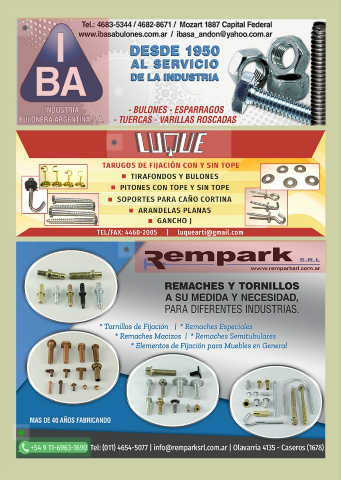 Tel.: 4683-5344 / 4682-8671 / Mozart 1887 Capital Federal
www.ibasabulones.com.ar / ibasa_andon@yahoo.com.ar
I
BA
INDUSTRIA
BULONERA ARGENTINA S.A.
DESDE 1950
AL SERVICIO
DE LA INDUSTRIA
- BULONES - ESPARRAGOS
- TUERCAS - VARILLAS ROSCADAS
LUQUE
TARUGOS DE FIJACIÓN CON Y SIN TOPE
TIRAFONDOS Y BULONES
PITONES CON TOPE Y SIN TOPE
SOPORTES PARA CAÑO CORTINA
ARANDELAS PLANAS
GANCHO J
TEL/FAX: 4460-2005 | luquearti@gmail.com
Rempark S.R.L
www.remparksrl.com.ar
REMACHES Y TORNILLOS
A SU MEDIDA Y NECESIDAD,
PARA DIFERENTES INDUSTRIAS.
* Tornillos de Fijación | * Remaches Especiales
* Remaches Macizos | * Remaches Semitubulares
* Elementos de Fijación para Muebles en General
MAS DE 40 AÑOS FABRICANDO
+54 9 11-6963-1690 Tel: (011) 4654-5077 | info@remparksrl.com.ar | Olavarria 4135 - Caseros (1678)